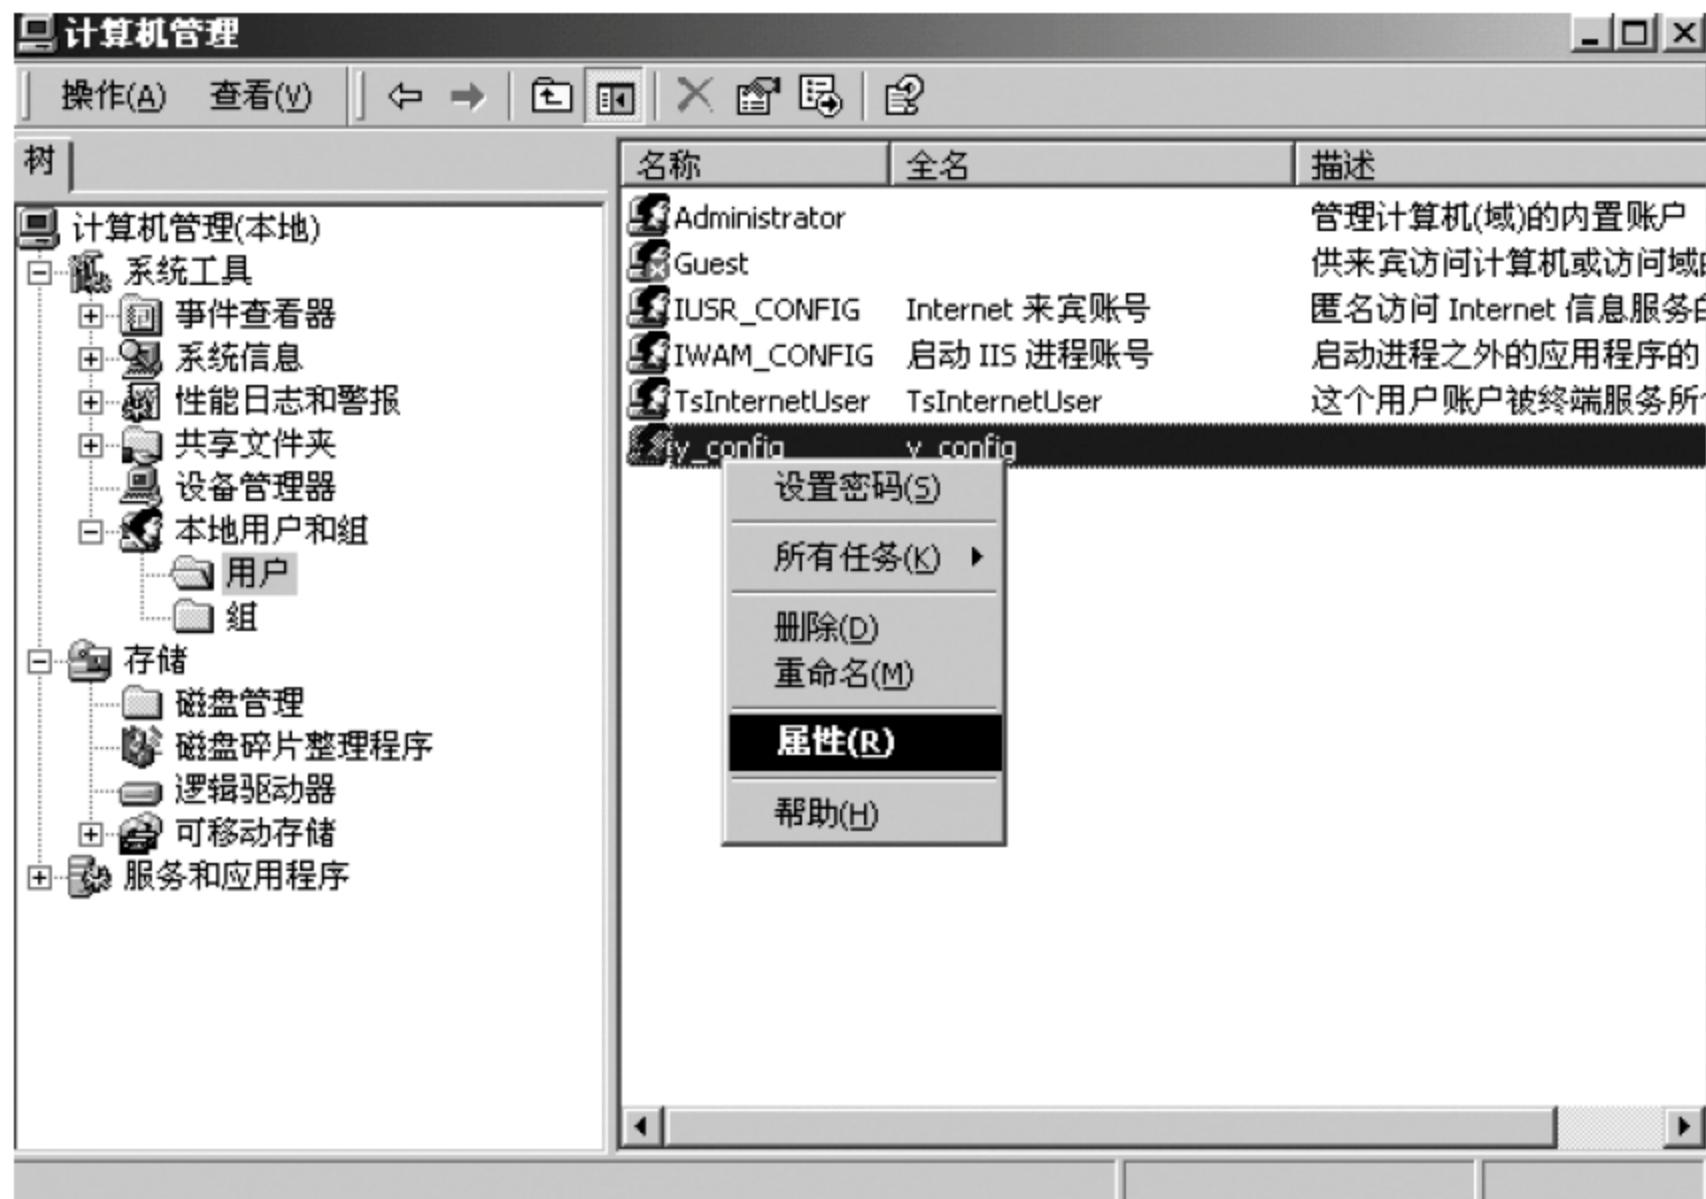 计算机管理
操作(A) 查看(V)
树
计算机管理(本地)
系统工具
事件查看器
系统信息
性能日志和警报
共享文件夹
设备管理器
本地用户和组
用户
组
存储
磁盘管理
磁盘碎片整理程序
逻辑驱动器
可移动存储
服务和应用程序
名称 全名 描述
Administrator 管理计算机(域)的内置账户
Guest 供来宾访问计算机或访问域
IUSR_CONFIG Internet 来宾账号 匿名访问 Internet 信息服务
IWAM_CONFIG 启动 IIS 进程账号 启动进程之外的应用程序的
TsInternetUser TsInternetUser 这个用户账户被终端服务所
y_config y_config
设置密码(S)
所有任务(K)
删除(D)
重命名(M)
属性(R)
帮助(H)